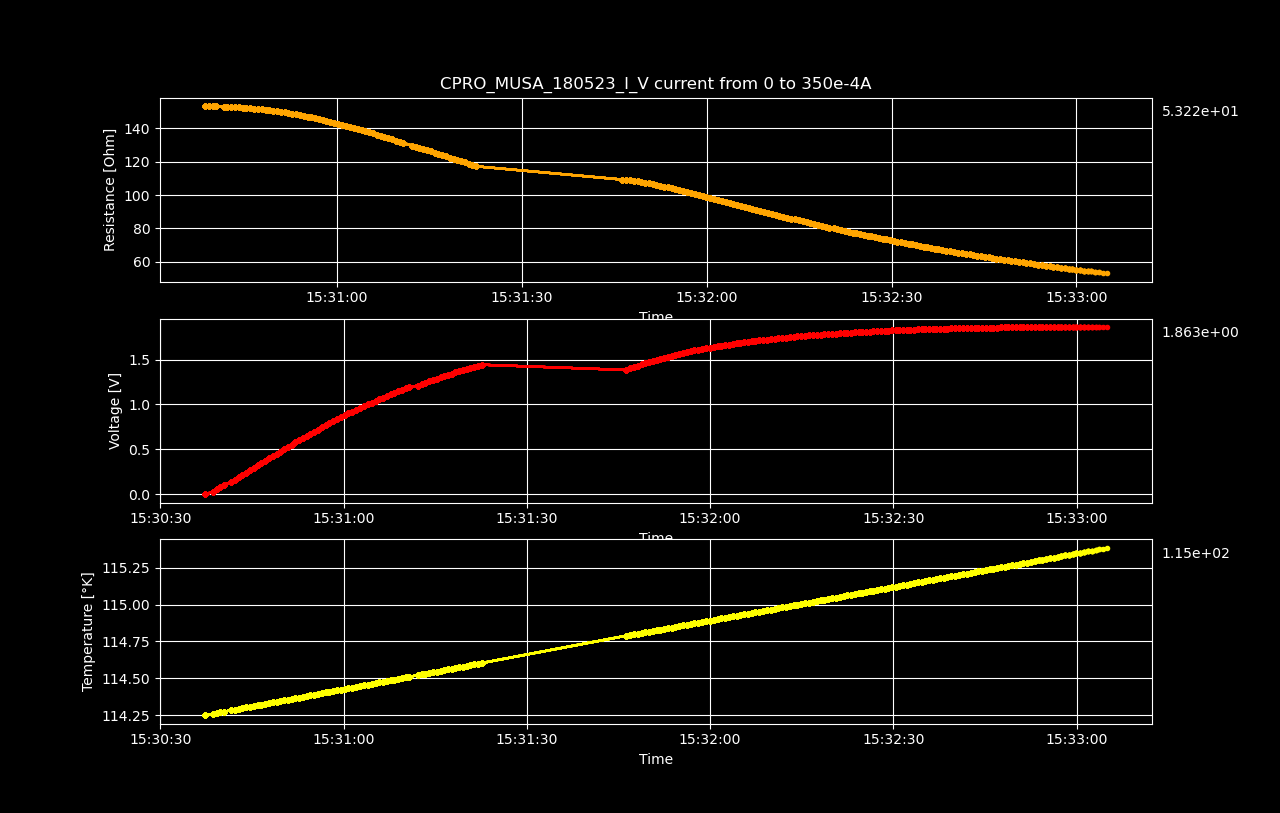 CPRO_MUSA_180523_I_V current from 0 to 350e-4A
5.322e+01
Resistance [Ohm]
140
120
100
80
60
15:31:00 15:31:30 15:32:00 15:32:30 15:33:00
Time
1.863e+00
Voltage [V]
1.5
1.0
0.5
0.0
15:30:30 15:31:00 15:31:30 15:32:00 15:32:30 15:33:00
Time
1.15e+02
Temperature [°K]
115.25
115.00
114.75
114.50
114.25
15:30:30 15:31:00 15:31:30 15:32:00 15:32:30 15:33:00
Time